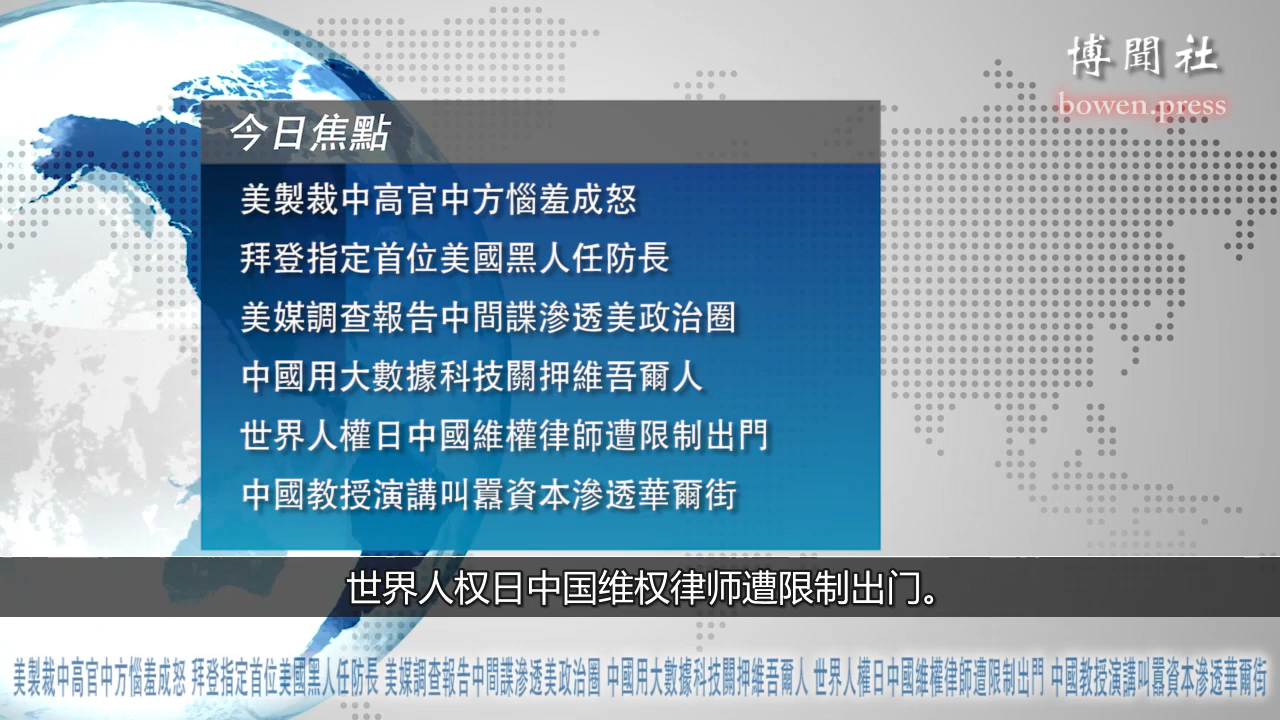 博聞社
bowen.press
今日焦點
美製裁中高官中方惱羞成怒
拜登指定首位美國黑人任防長
美媒調查報告中間諜滲透美政治圈
中國用大數據科技關押維吾爾人
世界人權日中國維權律師遭限制出門
中國教授演講叫囂資本滲透華爾街
世界人权日中国维权律师遭限制出门。
美製裁中高官中方惱羞成怒 拜登指定首位美國黑人任防長 美媒調查報告中間諜滲透美政治圈 中國用大數據科技關押維吾爾人 世界人權日中國維權律師遭限制出門 中國教授演講叫囂資本滲透華爾街